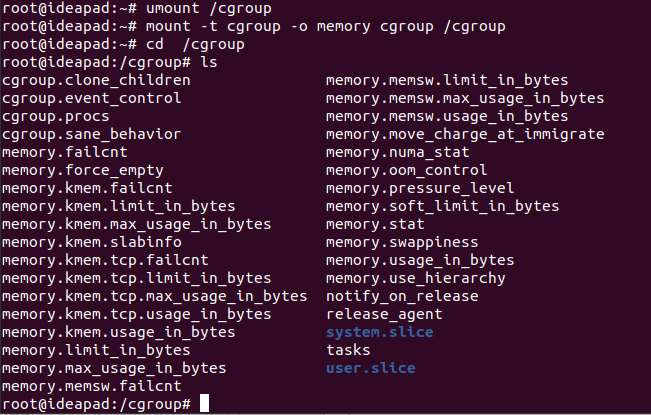 root@ideapad:~# umount /cgroup
root@ideapad:~# mount -t cgroup -o memory cgroup /cgroup
root@ideapad:~# cd  /cgroup
root@ideapad:/cgroup# ls
cgroup.clone_children                memory.memsw.limit_in_bytes
cgroup.event_control                 memory.memsw.max_usage_in_bytes
cgroup.procs                         memory.memsw.usage_in_bytes
cgroup.sane_behavior                 memory.move_charge_at_immigrate
memory.failcnt                       memory.numa_stat
memory.force_empty                   memory.oom_control
memory.kmem.failcnt                  memory.pressure_level
memory.kmem.limit_in_bytes           memory.soft_limit_in_bytes
memory.kmem.max_usage_in_bytes       memory.stat
memory.kmem.slabinfo                 memory.swappiness
memory.kmem.tcp.failcnt              memory.usage_in_bytes
memory.kmem.tcp.limit_in_bytes       memory.use_hierarchy
memory.kmem.tcp.max_usage_in_bytes   notify_on_release
memory.kmem.tcp.usage_in_bytes       release_agent
memory.kmem.usage_in_bytes           system.slice
memory.limit_in_bytes                tasks
memory.max_usage_in_bytes            user.slice
memory.memsw.failcnt
root@ideapad:/cgroup#